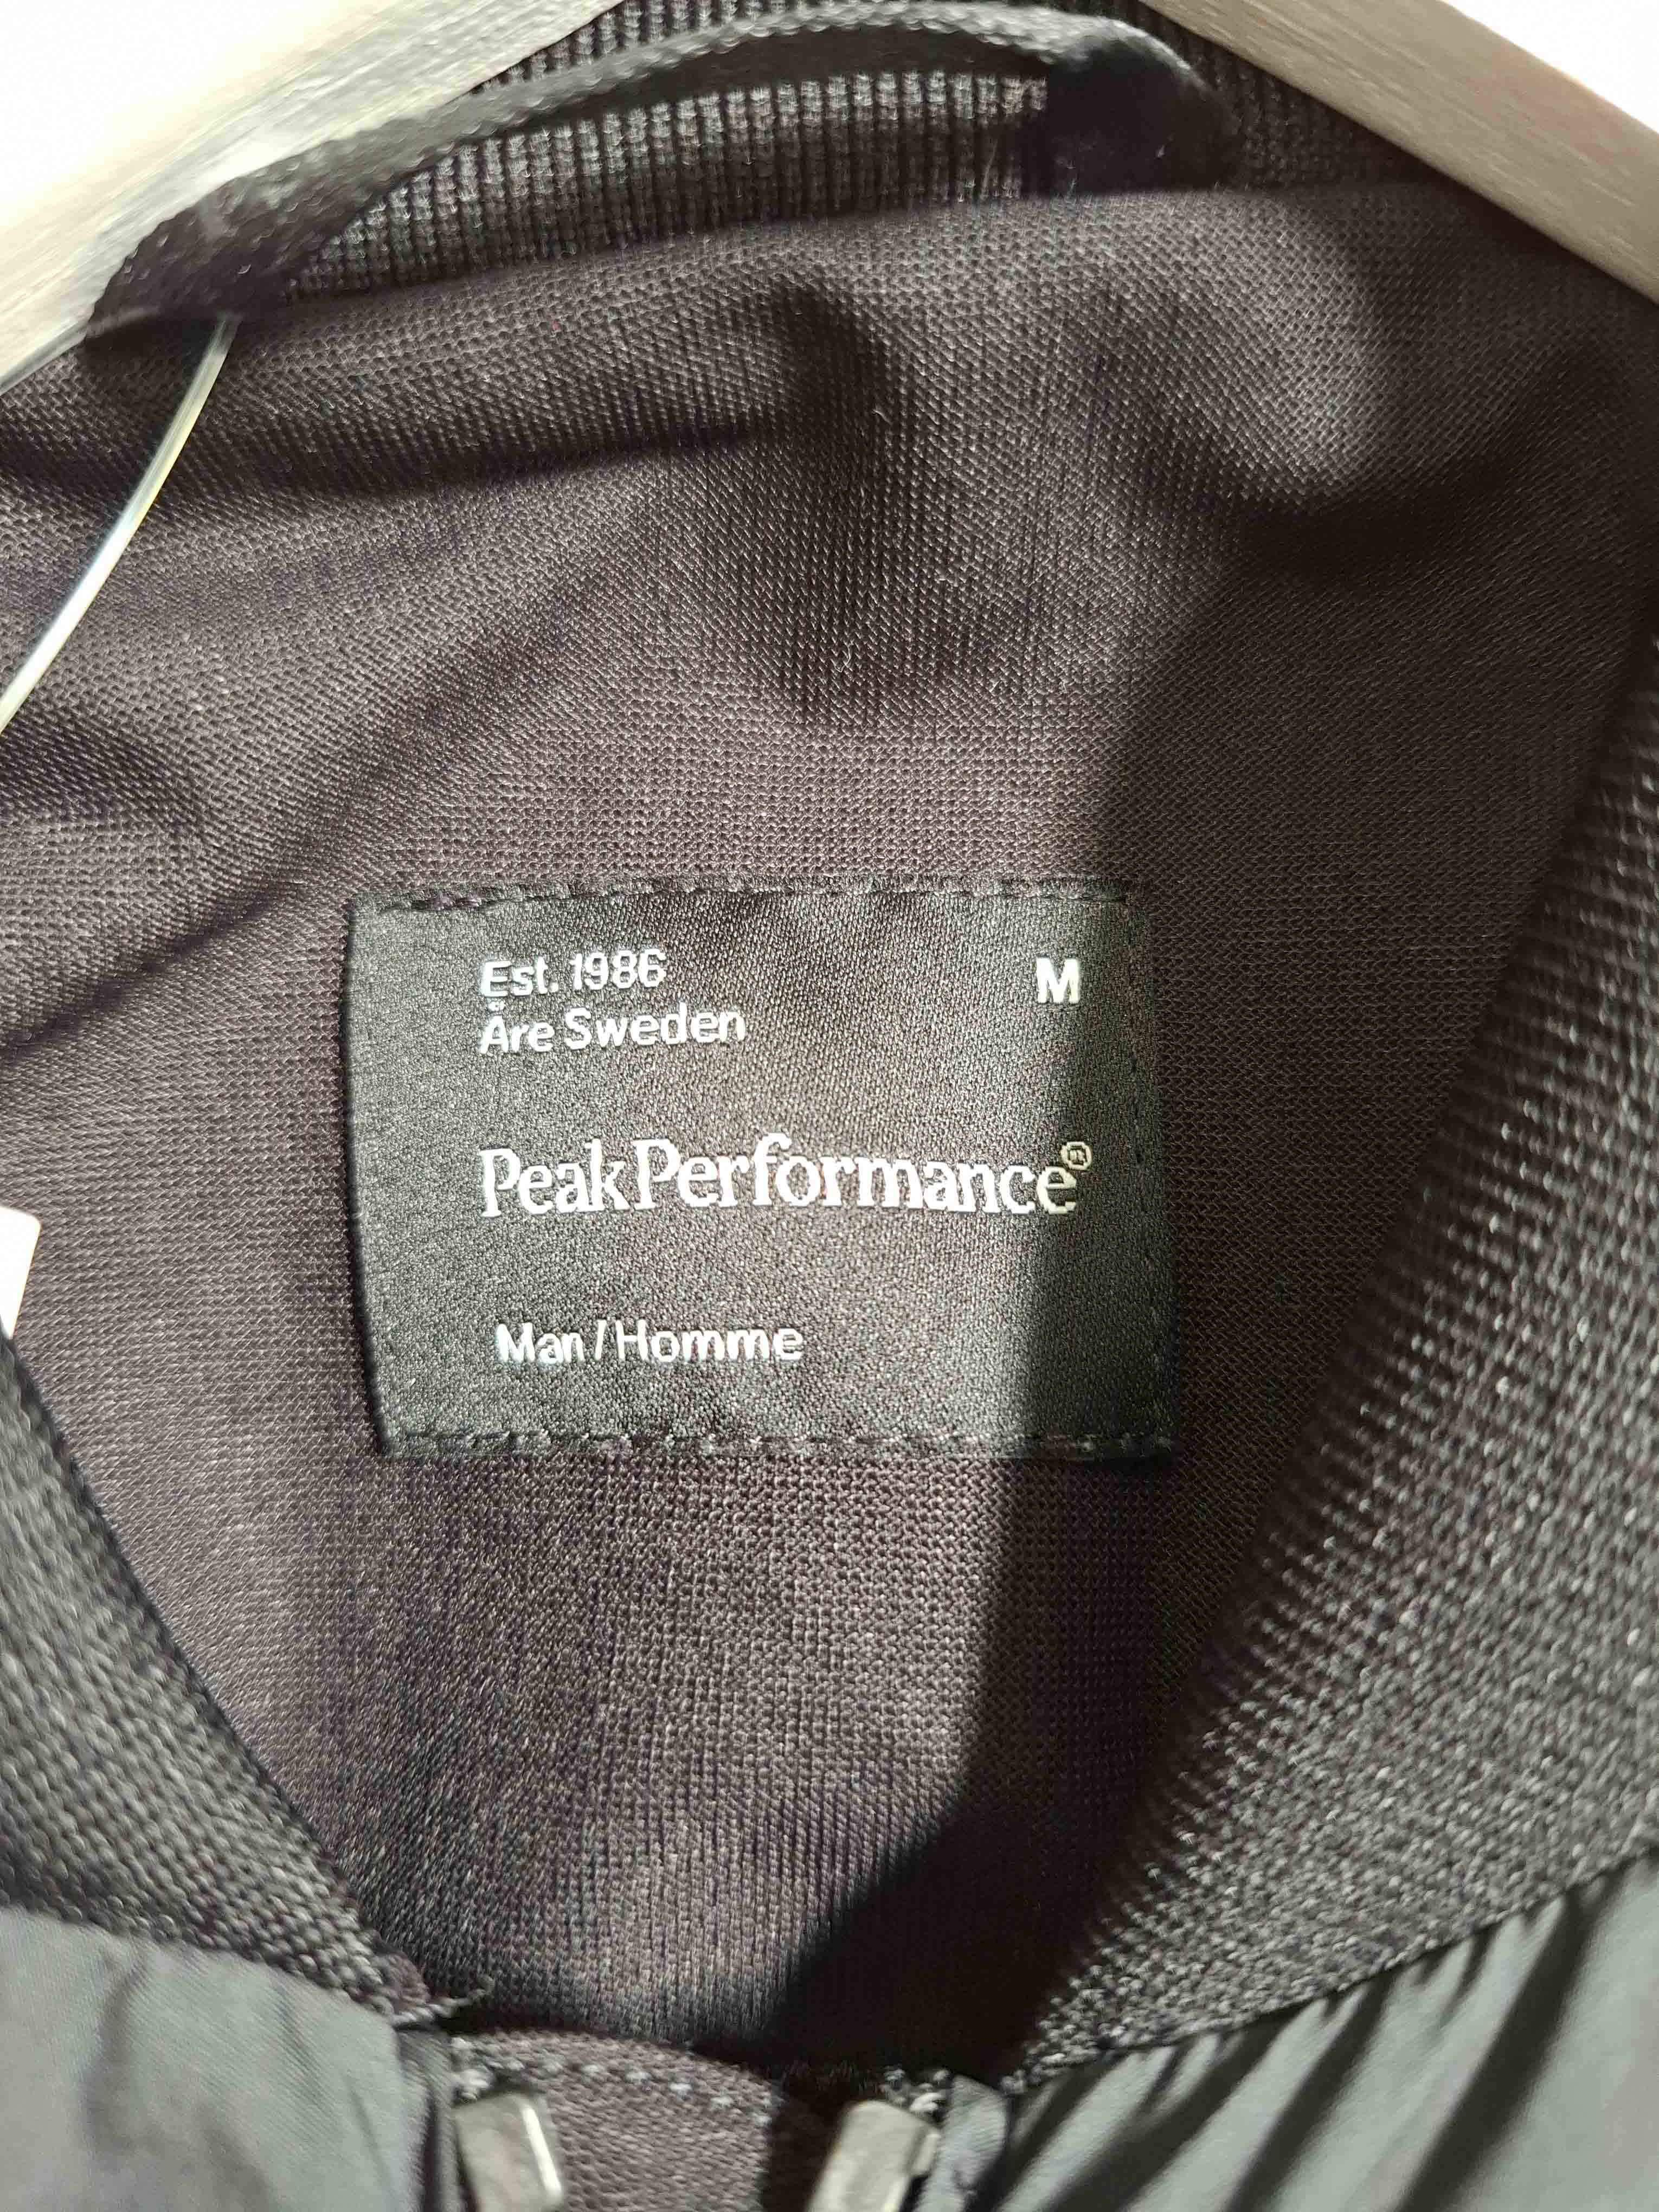 Est. 1986
Åre Sweden
M
PeakPerformance®
Man/Homme